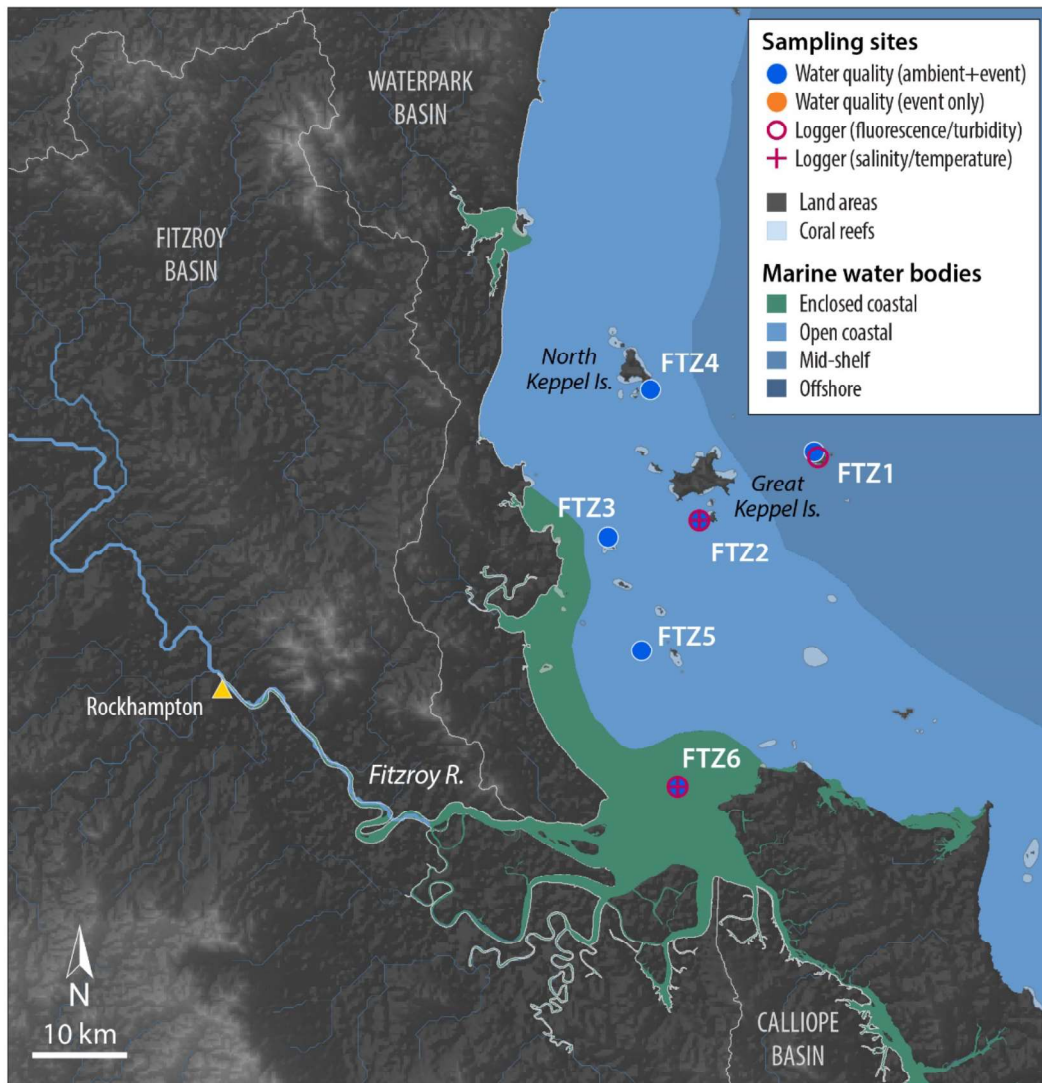 Sampling sites
Water quality (ambient+event)
Water quality (event only)
Logger (fluorescence/turbidity)
Logger (salinity/temperature)
Land areas
Coral reefs
Marine water bodies
Enclosed coastal
Open coastal
Mid-shelf
Offshore
WATERPARK
BASIN
FITZROY
BASIN
North
Keppel Is.
FTZ4
FTZ1
Great
Keppel Is.
FTZ3
FTZ2
FTZ5
Rockhampton
FTZ6
Fitzroy R.
N
10 km
CALLIOPE
BASIN